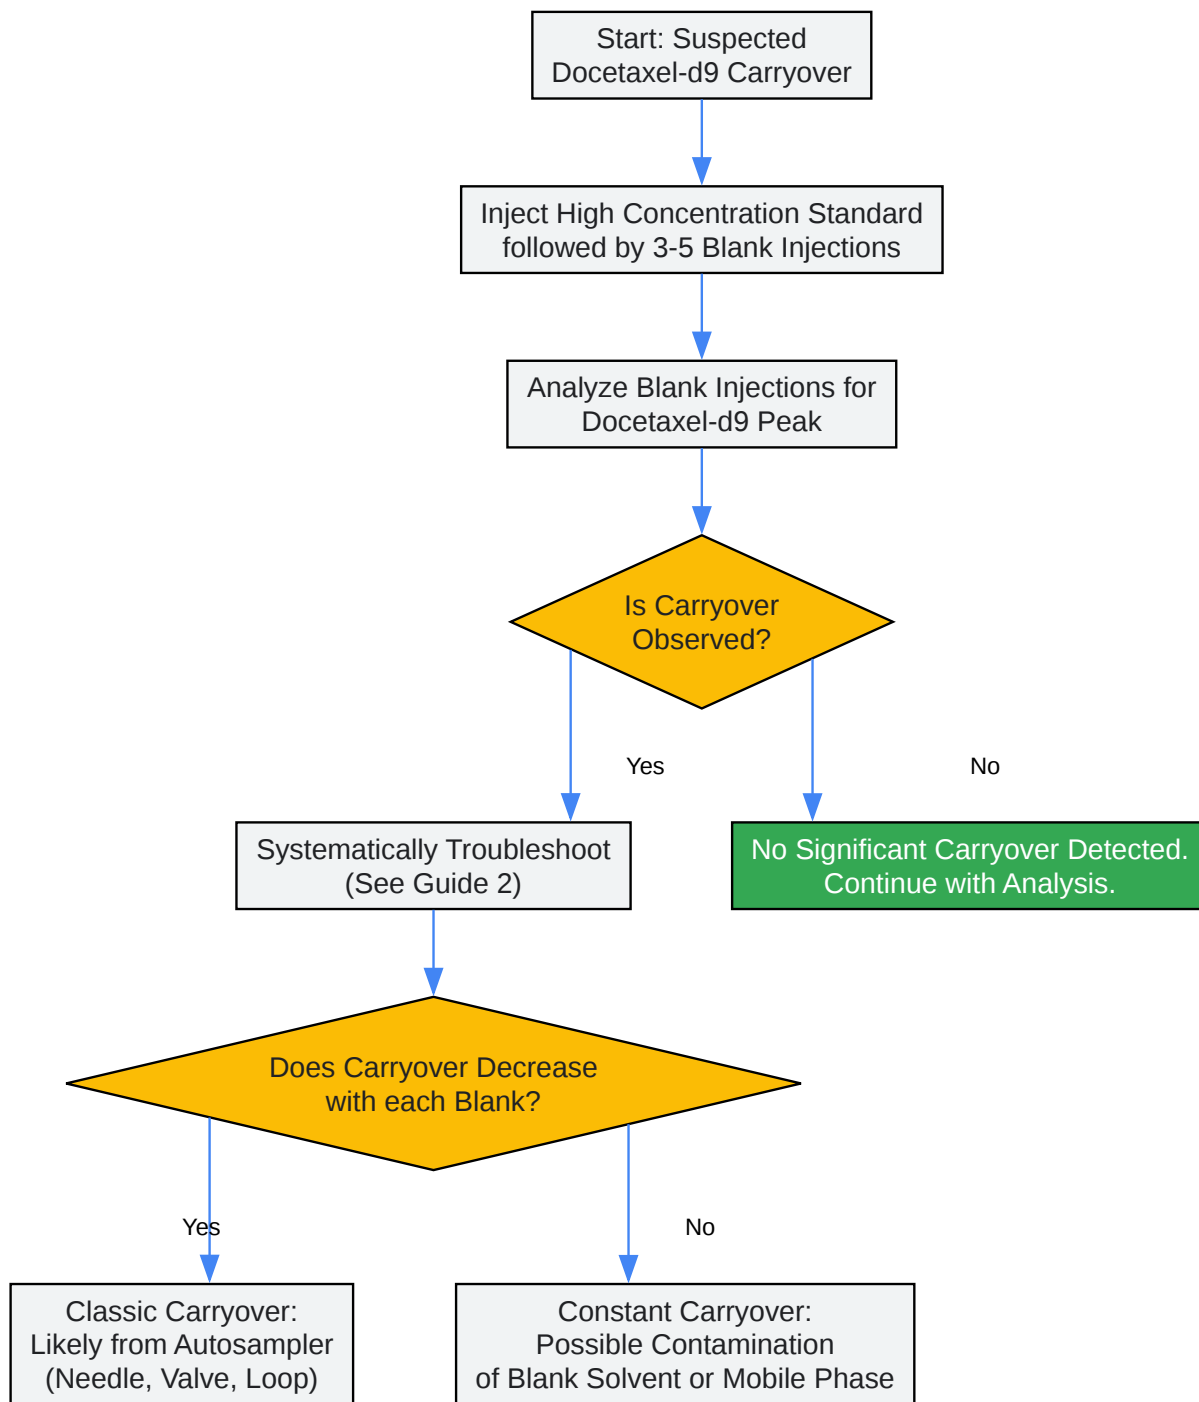 Start: Suspected
Docetaxel-d9 Carryover
Inject High Concentration Standard
followed by 3-5 Blank Injections
Analyze Blank Injections for
Docetaxel-d9 Peak
Is Carryover
Observed?
Yes
No
Systematically Troubleshoot
(See Guide 2)
No Significant Carryover Detected.
Continue with Analysis.
Does Carryover Decrease
with each Blank?
Yes
No
Classic Carryover:
Likely from Autosampler
(Needle, Valve, Loop)
Constant Carryover:
Possible Contamination
of Blank Solvent or Mobile Phase